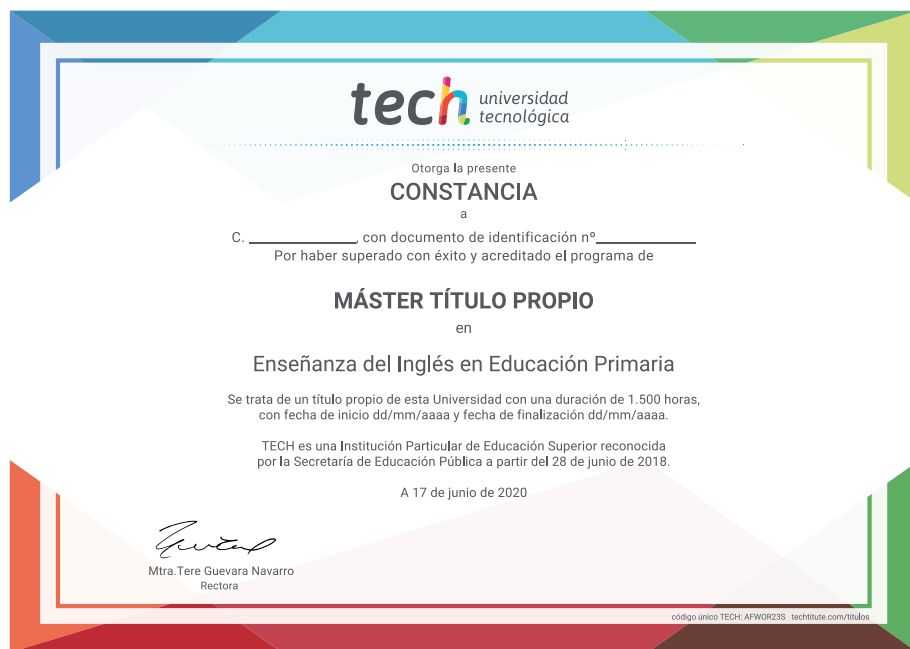 tech universidad
tecnológica
Otorga la presente
CONSTANCIA
a
C. ____________, con documento de identificación nº____________
Por haber superado con éxito y acreditado el programa de
MÁSTER TÍTULO PROPIO
en
Enseñanza del Inglés en Educación Primaria
Se trata de un título propio de esta Universidad con una duración de 1.500 horas,
con fecha de inicio dd/mm/aaaa y fecha de finalización dd/mm/aaaa.
TECH es una Institución Particular de Educación Superior reconocida
por la Secretaría de Educación Pública a partir del 28 de junio de 2018.
A 17 de junio de 2020
Mtra.Tere Guevara Navarro
Rectora
código único TECH: AFWOR23S techtitute.com/titulos